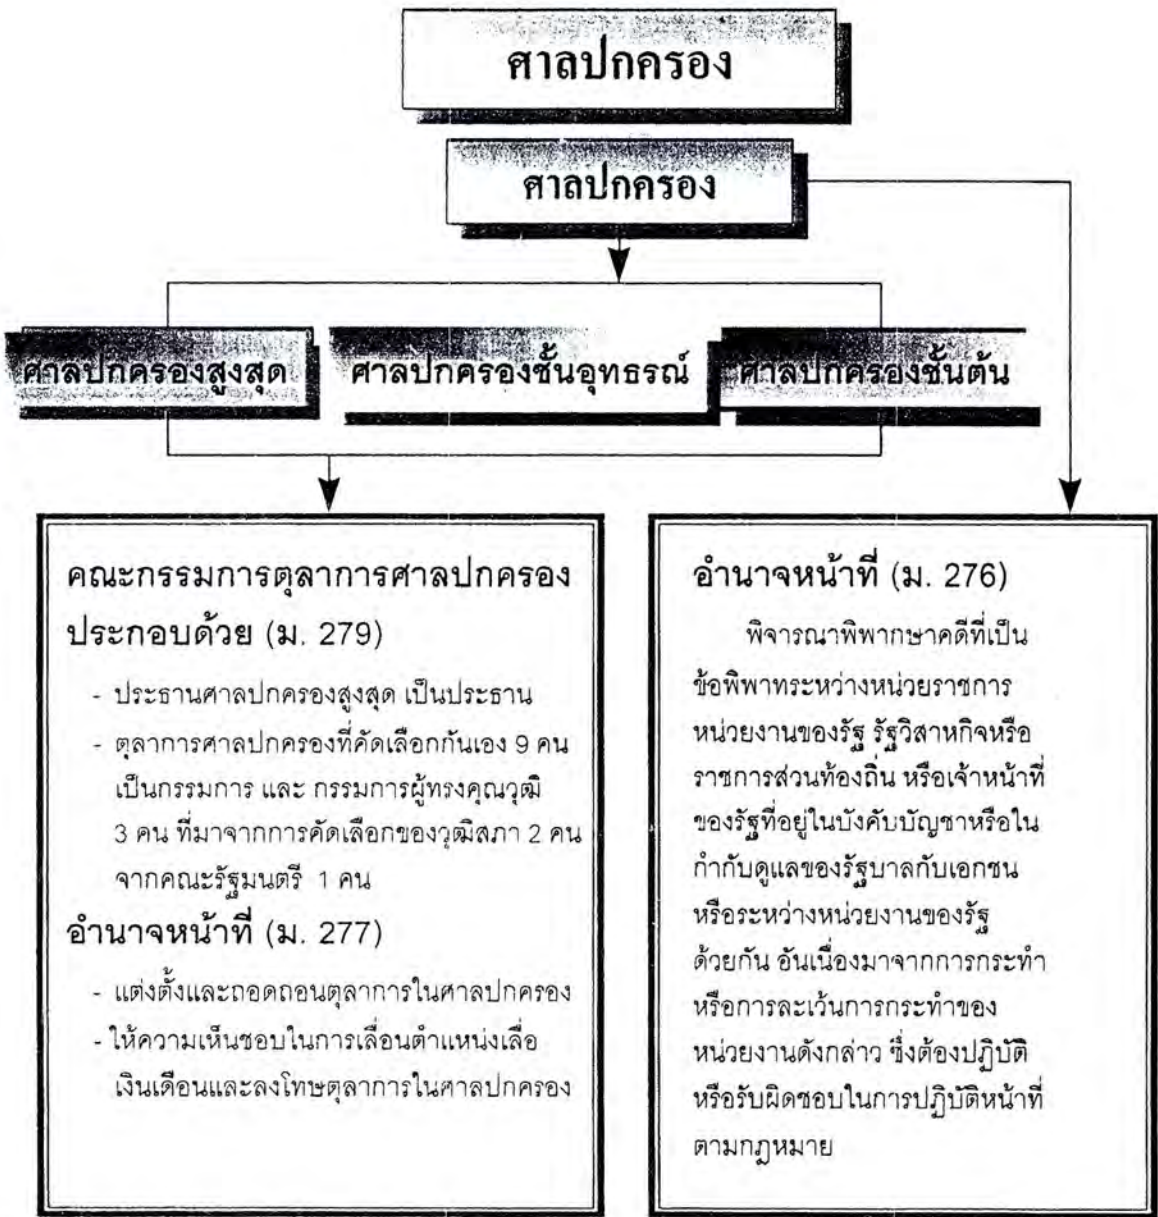 ศาลปกครอง
ศาลปกครอง
ศาลปกครองสูงสุด
ศาลปกครองชั้นอุทธรณ์
ศาลปกครองชั้นต้น
คณะกรรมการตุลาการศาลปกครอง
ประกอบด้วย (ม. 279)
- ประธานศาลปกครองสูงสุด เป็นประธาน
- ตุลาการศาลปกครองที่คัดเลือกกันเอง 9 คน
เป็นกรรมการ และ กรรมการผู้ทรงคุณวุฒิ
3 คน ที่มาจากการคัดเลือกของวุฒิสภา 2 คน
จากคณะรัฐมนตรี 1 คน
อำนาจหน้าที่ (ม. 277)
- แต่งตั้งและถอดถอนตุลาการในศาลปกครอง
- ให้ความเห็นชอบในการเลื่อนตำแหน่งเลื่อ
เงินเดือนและลงโทษตุลาการในศาลปกครอง
อำนาจหน้าที่ (ม. 276)
พิจารณาพิพากษาคดีที่เป็น
ข้อพิพาทระหว่างหน่วยราชการ
หน่วยงานของรัฐ รัฐวิสาหกิจหรือ
ราชการส่วนท้องถิ่น หรือเจ้าหน้าที่
ของรัฐที่อยู่ในบังคับบัญชาหรือใน
กำกับดูแลของรัฐบาลกับเอกชน
หรือระหว่างหน่วยงานของรัฐ
ด้วยกัน อันเนื่องมาจากการกระทำ
หรือการละเว้นการกระทำของ
หน่วยงานดังกล่าว ซึ่งต้องปฏิบัติ
หรือรับผิดชอบในการปฏิบัติหน้าที่
ตามกฎหมาย